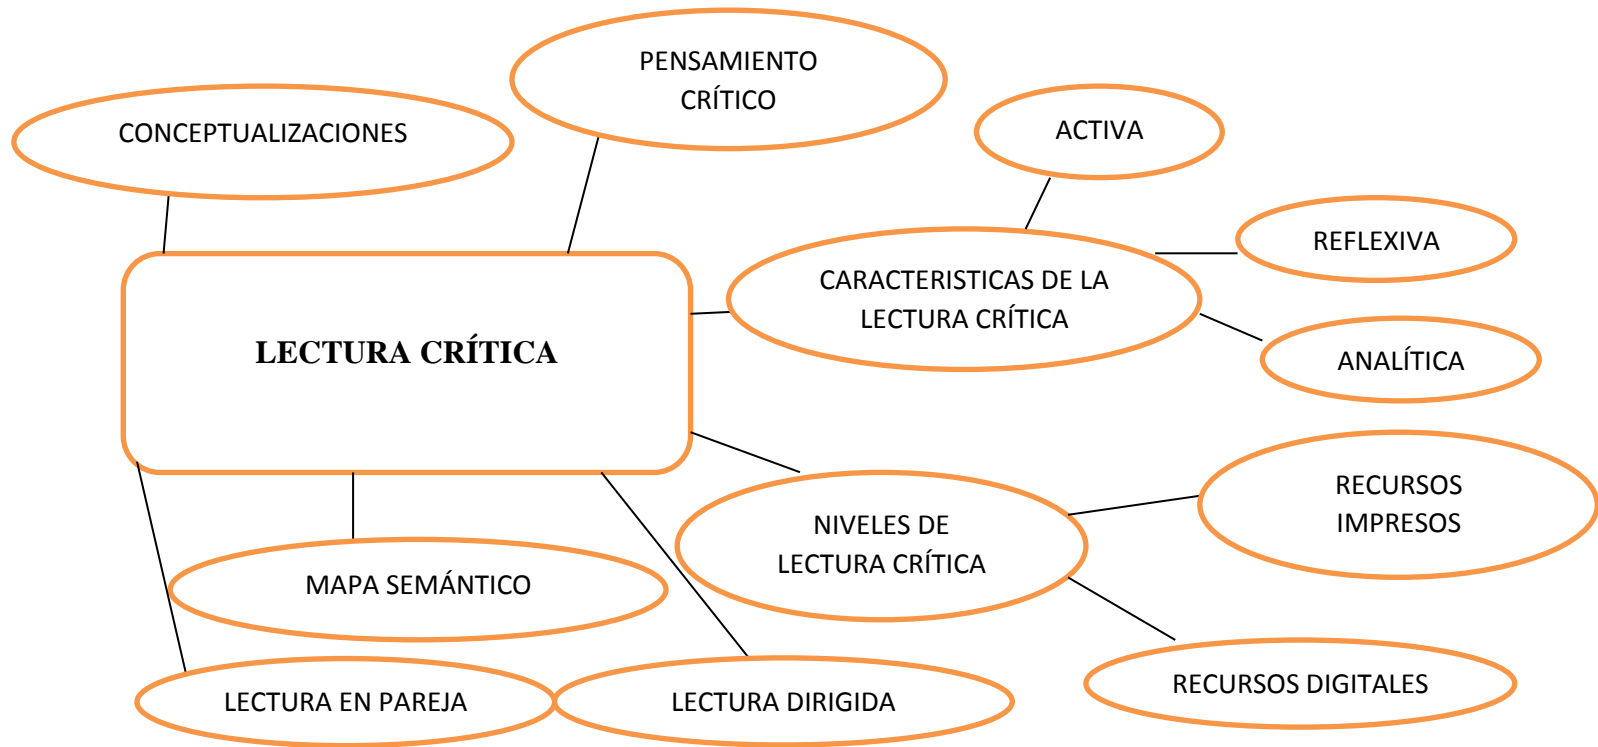 PENSAMIENTO
CRÍTICO
CONCEPTUALIZACIONES
ACTIVA
REFLEXIVA
CARACTERISTICAS DE LA
LECTURA CRÍTICA
LECTURA CRÍTICA
ANALÍTICA
RECURSOS
IMPRESOS
NIVELES DE
LECTURA CRÍTICA
MAPA SEMÁNTICO
RECURSOS DIGITALES
LECTURA EN PAREJA
LECTURA DIRIGIDA